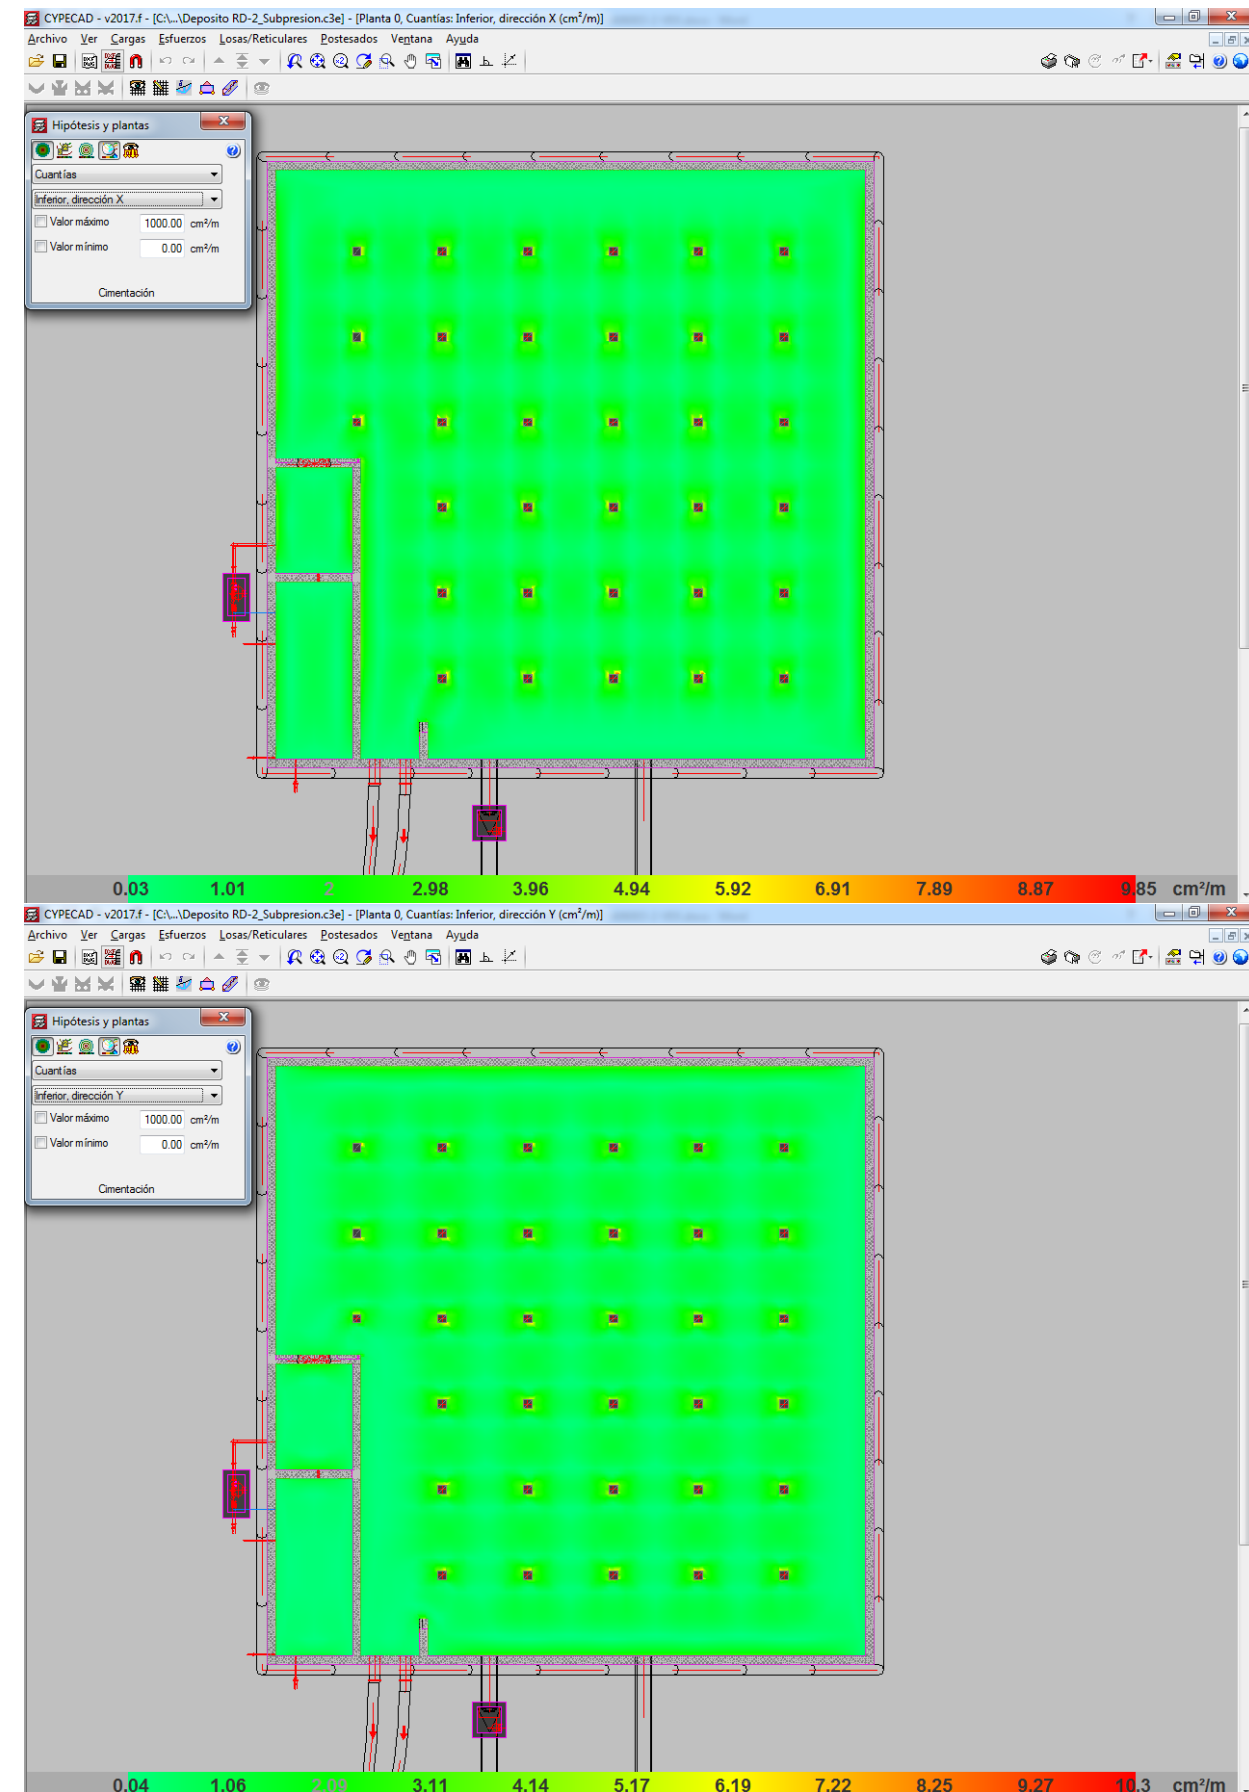 CYPECAD - v2017.f - [C:\...\Deposito RD-2_Subpresion.c3e] - [Planta 0, Cuantías: Inferior, dirección X (cm²/m)]
Archivo Ver Cargas Esfuerzos Losas/Reticulares Postesados Ventana Ayuda
Hipótesis y plantas
Cuantías
Inferior, dirección X
Valor máximo 1000.00 cm²/m
Valor mínimo 0.00 cm²/m
Cimentación
0.03 1.01 2 2.98 3.96 4.94 5.92 6.91 7.89 8.87 9.85 cm²/m
CYPECAD - v2017.f - [C:\...\Deposito RD-2_Subpresion.c3e] - [Planta 0, Cuantías: Inferior, dirección Y (cm²/m)]
Archivo Ver Cargas Esfuerzos Losas/Reticulares Postesados Ventana Ayuda
Hipótesis y plantas
Cuantías
Inferior, dirección Y
Valor máximo 1000.00 cm²/m
Valor mínimo 0.00 cm²/m
Cimentación
0.04 1.06 2.09 3.11 4.14 5.17 6.19 7.22 8.25 9.27 10.3 cm²/m